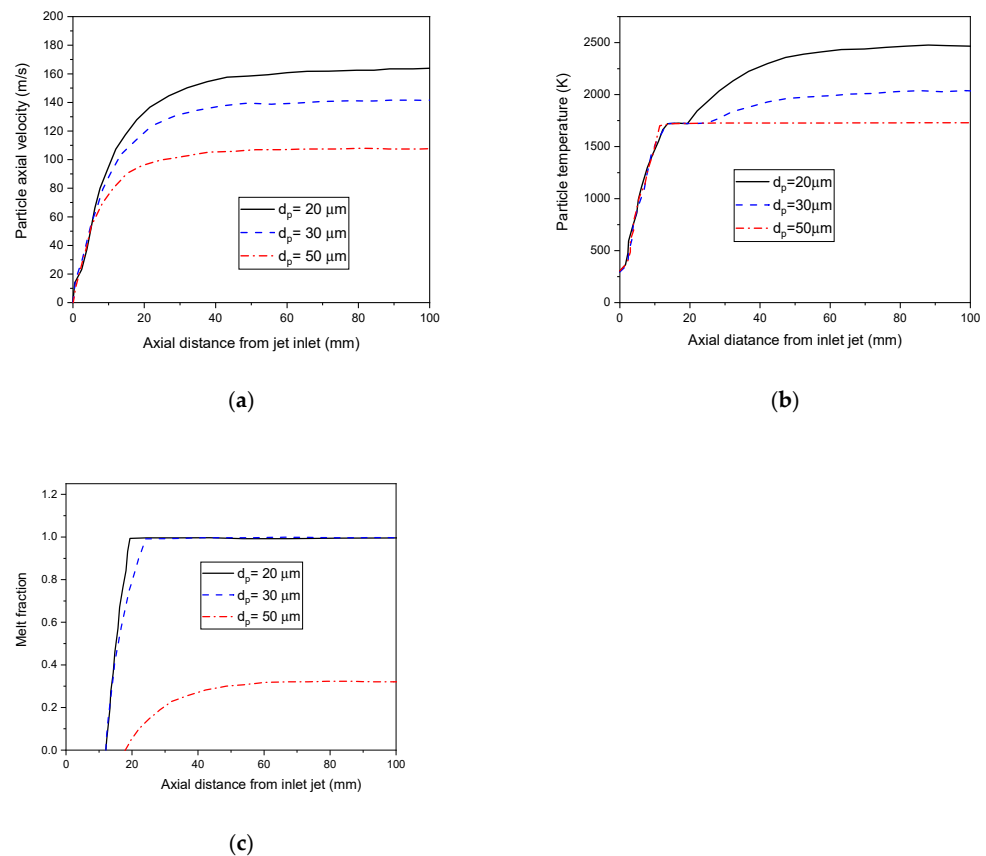 200
180
160
140
120
100
80
60
40
20
0
Particle axial velocity (m/s)
dp= 20 μm
dp= 30 μm
dp= 50 μm
0 20 40 60 80 100
Axial distance from jet inlet (mm)
(a)
2500
2000
1500
1000
500
0
Particle temperature (K)
dp=20μm
dp=30μm
dp=50μm
0 20 40 60 80 100
Axial diatance from inlet jet (mm)
(b)
1.2
1.0
0.8
0.6
0.4
0.2
0.0
Melt fraction
dp= 20 μm
dp= 30 μm
dp= 50 μm
0 20 40 60 80 100
Axial distance from inlet jet (mm)
(c)